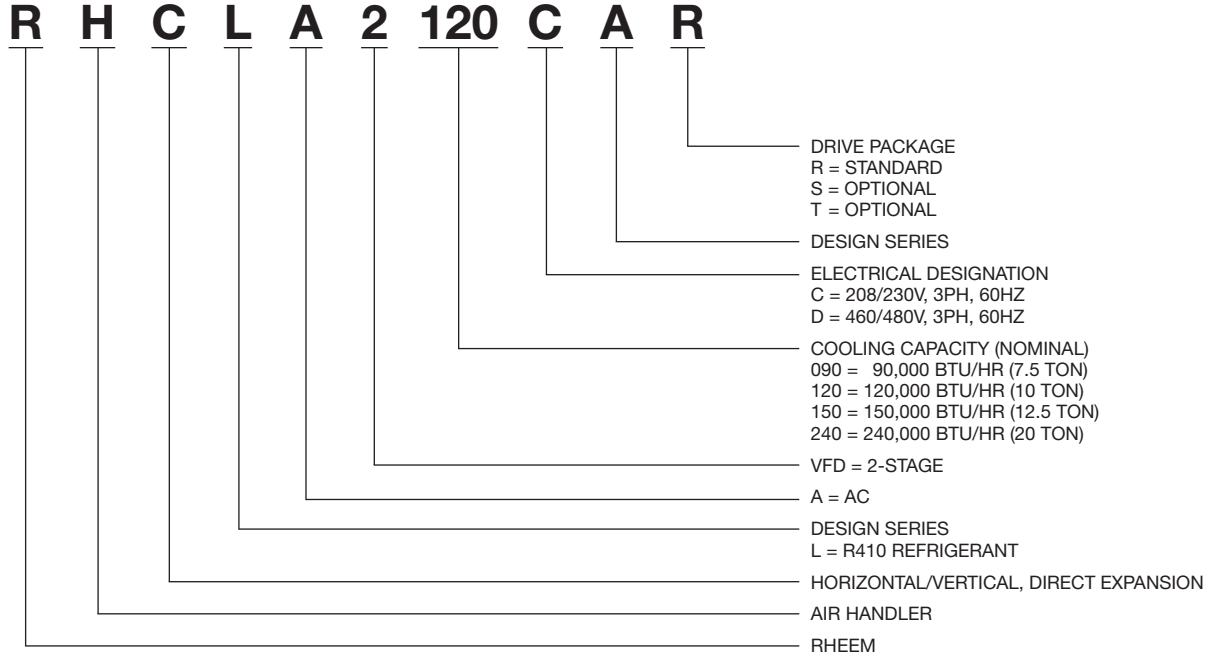 R H C L A 2 120 C A R
DRIVE PACKAGE
R = STANDARD
S = OPTIONAL
T = OPTIONAL
DESIGN SERIES
ELECTRICAL DESIGNATION
C = 208/230V, 3PH, 60HZ
D = 460/480V, 3PH, 60HZ
COOLING CAPACITY (NOMINAL)
090 = 90,000 BTU/HR (7.5 TON)
120 = 120,000 BTU/HR (10 TON)
150 = 150,000 BTU/HR (12.5 TON)
240 = 240,000 BTU/HR (20 TON)
VFD = 2-STAGE
A = AC
DESIGN SERIES
L = R410 REFRIGERANT
HORIZONTAL/VERTICAL, DIRECT EXPANSION
AIR HANDLER
RHEEM